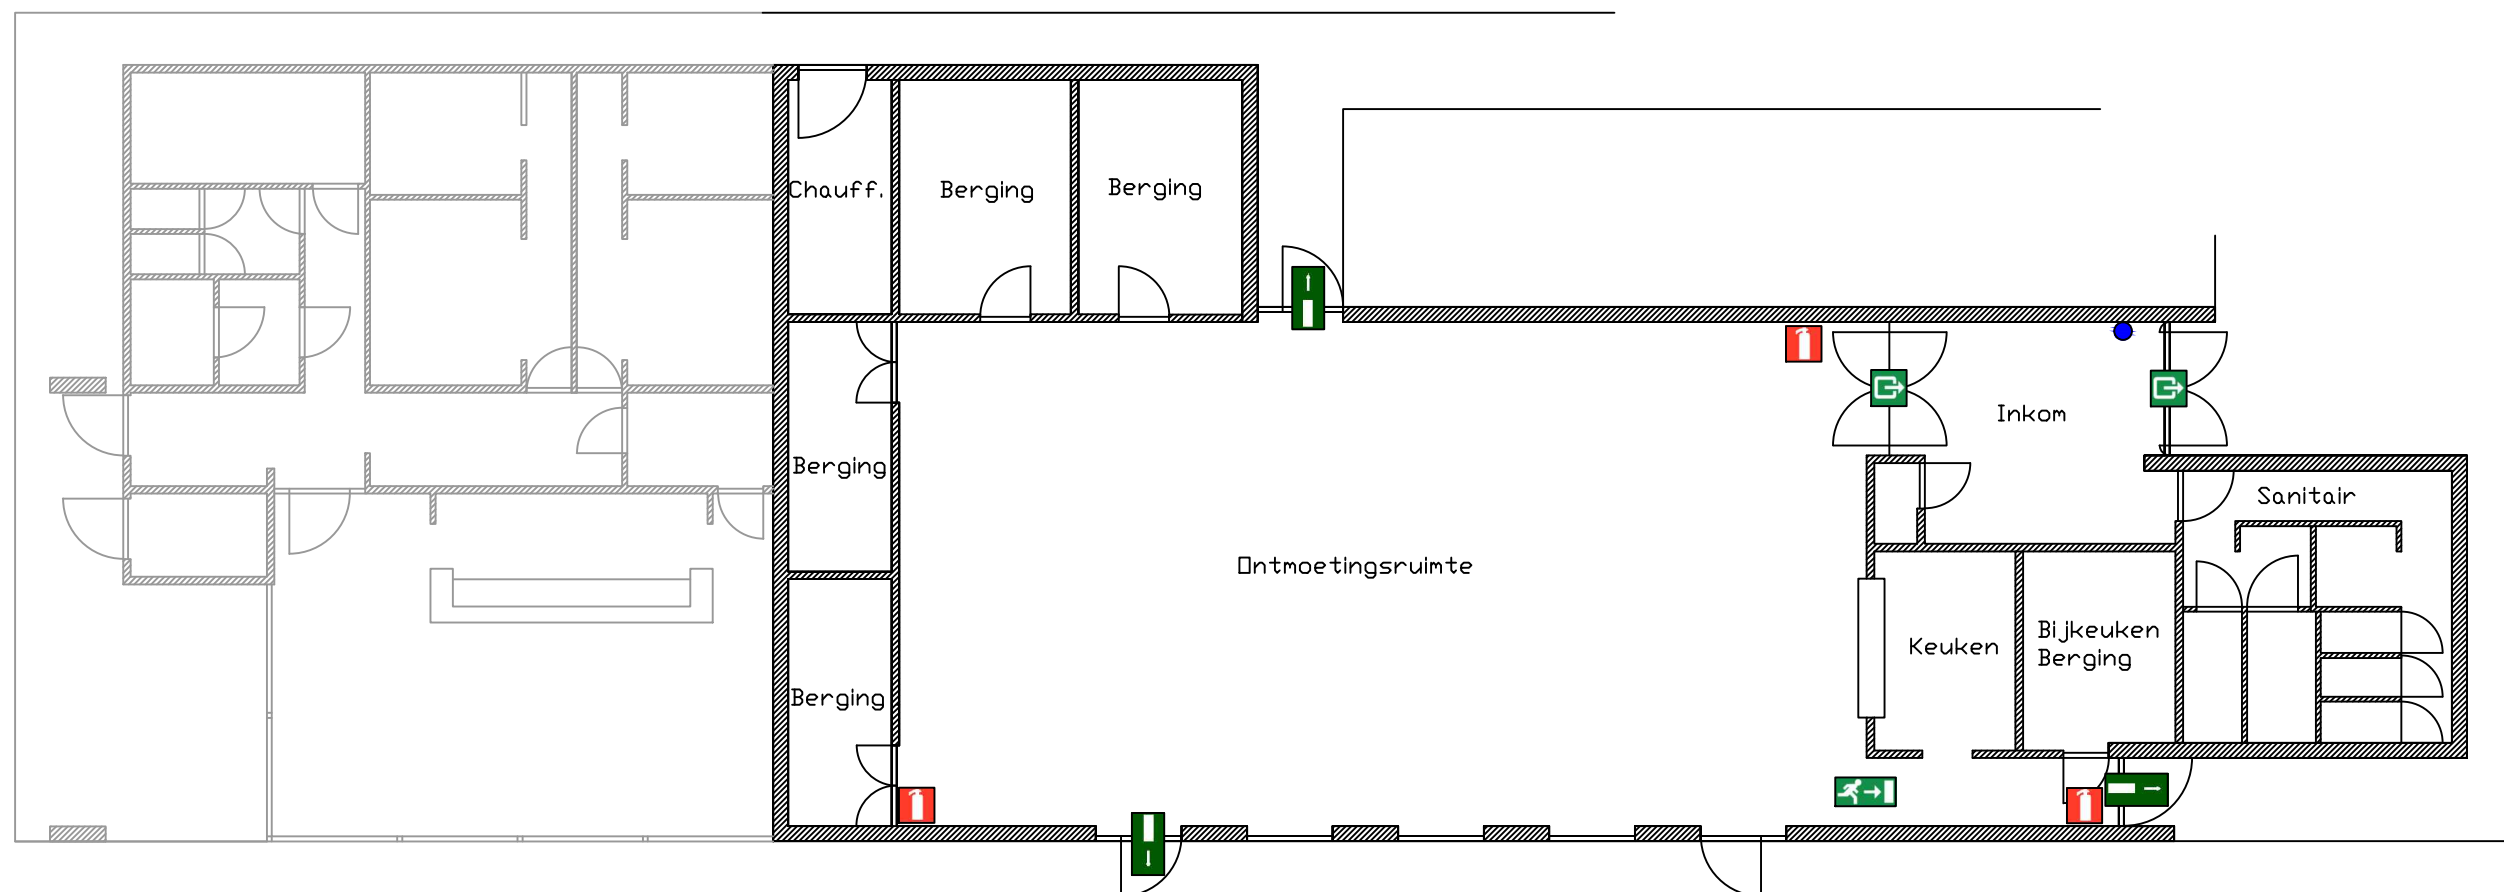 Chauff.
Berging
Berging
Inkom
Berging
Sanitair
Ontmoetingsruimte
Keuken
Bijkeuken
Berging
Berging